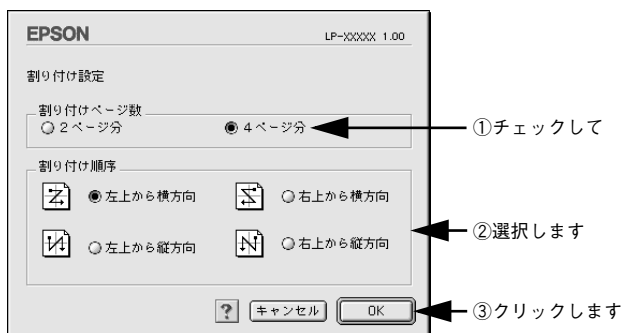 EPSON
LP-XXXXX 1.00
割り付け設定
割り付けページ数
2ページ分
4ページ分
①チェックして
割り付け順序
左上から横方向
右上から横方向
左上から縦方向
右上から縦方向
②選択します
?
キャンセル
OK
③クリックします